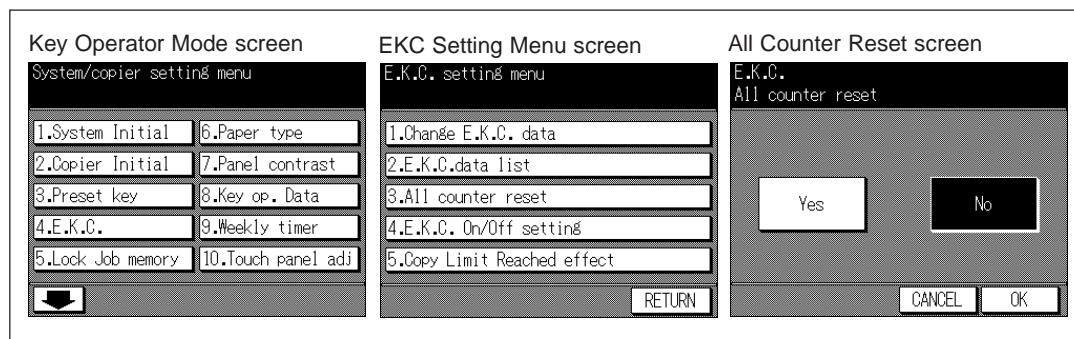 Key Operator Mode screen
System/copier setting menu
1.System Initial
6.Paper type
2.Copier Initial
7.Panel contrast
3.Preset key
8.Key op. Data
4.E.K.C.
9.Weekly timer
5.Lock Job memory
10.Touch panel adj
EKC Setting Menu screen
E.K.C. setting menu
1.Change E.K.C. data
2.E.K.C.data list
3.All counter reset
4.E.K.C. On/Off setting
5.Copy Limit Reached effect
RETURN
All Counter Reset screen
E.K.C.
All counter reset
Yes
No
CANCEL
OK